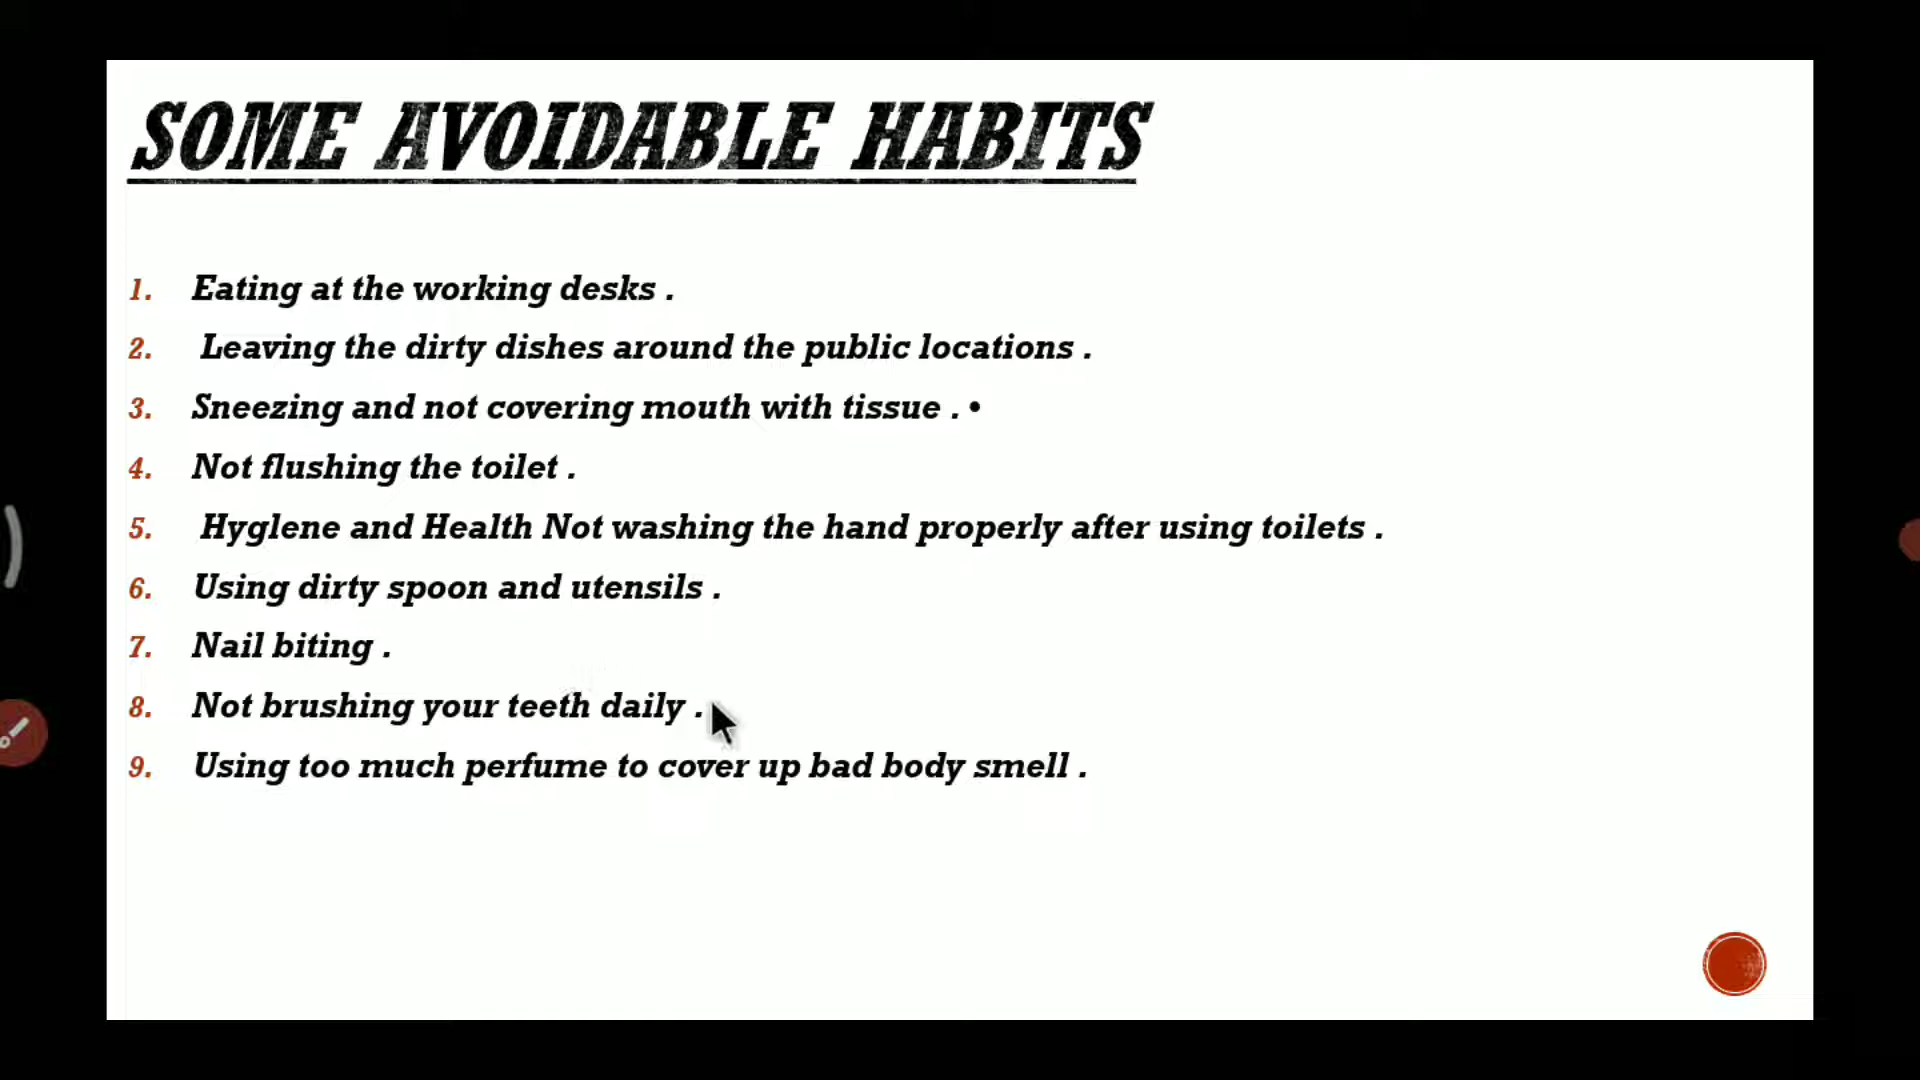 SOME AVOIDABLE HABITS
1. Eating at the working desks .
2. Leaving the dirty dishes around the public locations .
3. Sneezing and not covering mouth with tissue . •
4. Not flushing the toilet .
5. Hyglene and Health Not washing the hand properly after using toilets .
6. Using dirty spoon and utensils .
7. Nail biting .
8. Not brushing your teeth daily .
9. Using too much perfume to cover up bad body smell .